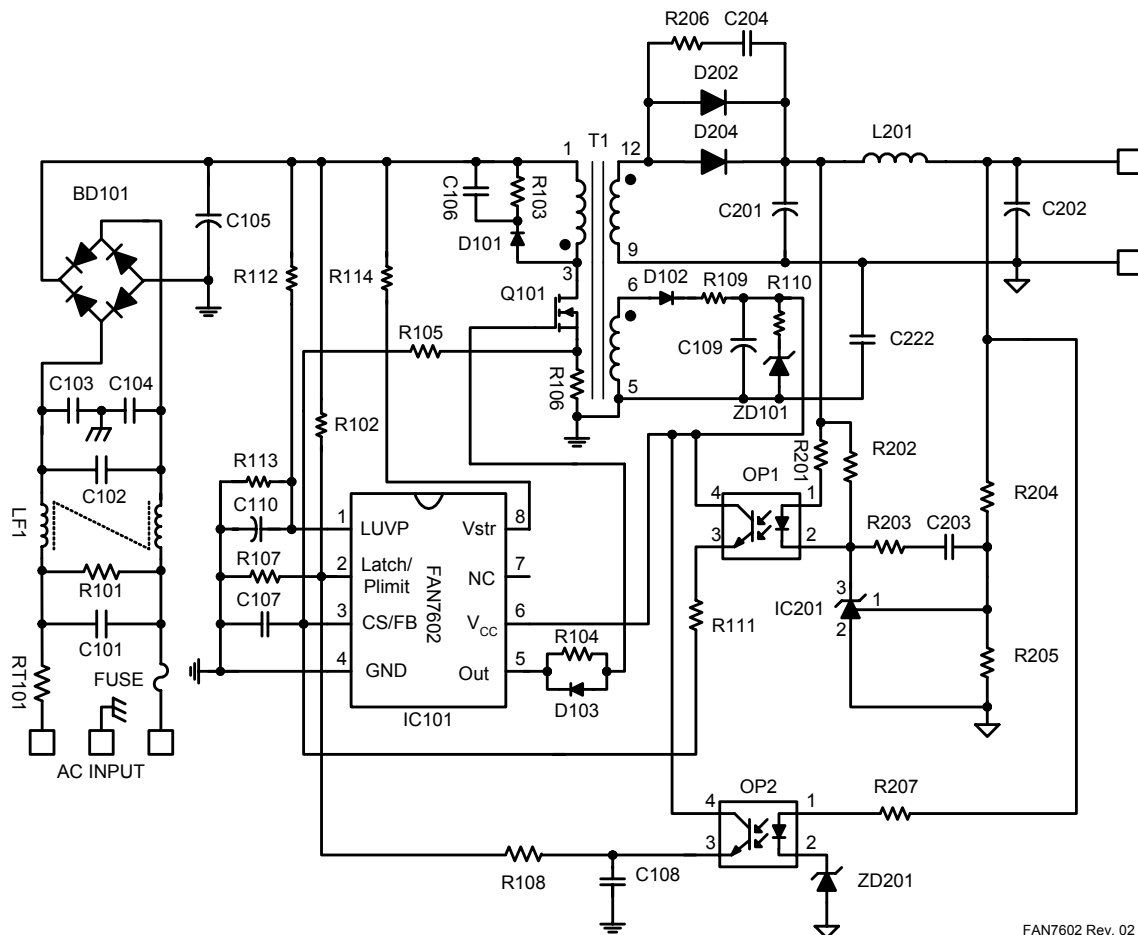 R206 C204
D202
D204
L201
T1
1
12
BD101
C105
C106
R103
D101
C201
C202
9
3
R112
R114
Q101
6
D102
R109
R110
R105
C109
C222
R106
5
ZD101
C103 C104
R102
R201
R202
C102
R113
OP1
4
1
3
2
R204
LF1
C110
1
LUVP
Vstr
8
R203 C203
R107
2
Latch/
Plimit
FAN7602
NC
7
R101
C107
3
CS/FB
VCC
6
R111
IC201
3
1
2
C101
R104
4
GND
Out
5
R205
RT101
FUSE
D103
IC101
AC INPUT
OP2
4
1
3
2
R207
R108
C108
ZD201
FAN7602 Rev. 02